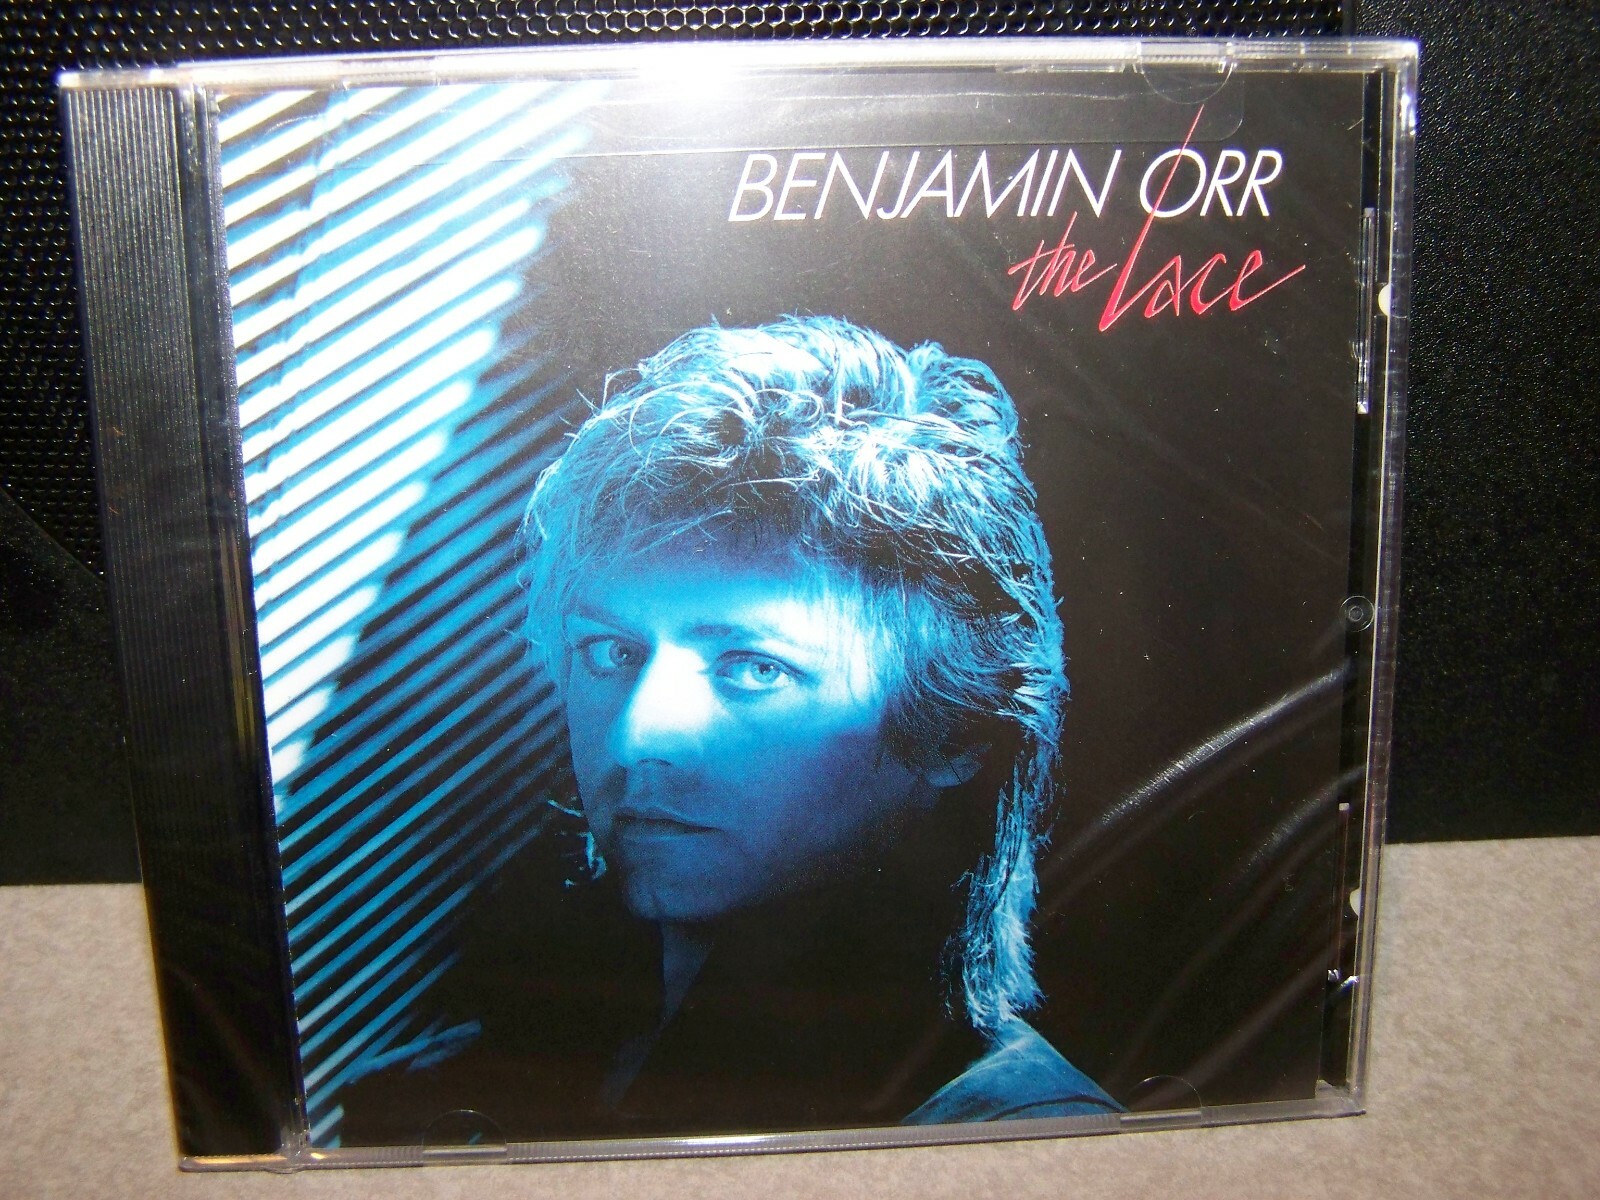 BENJAMIN ORR
the Lace